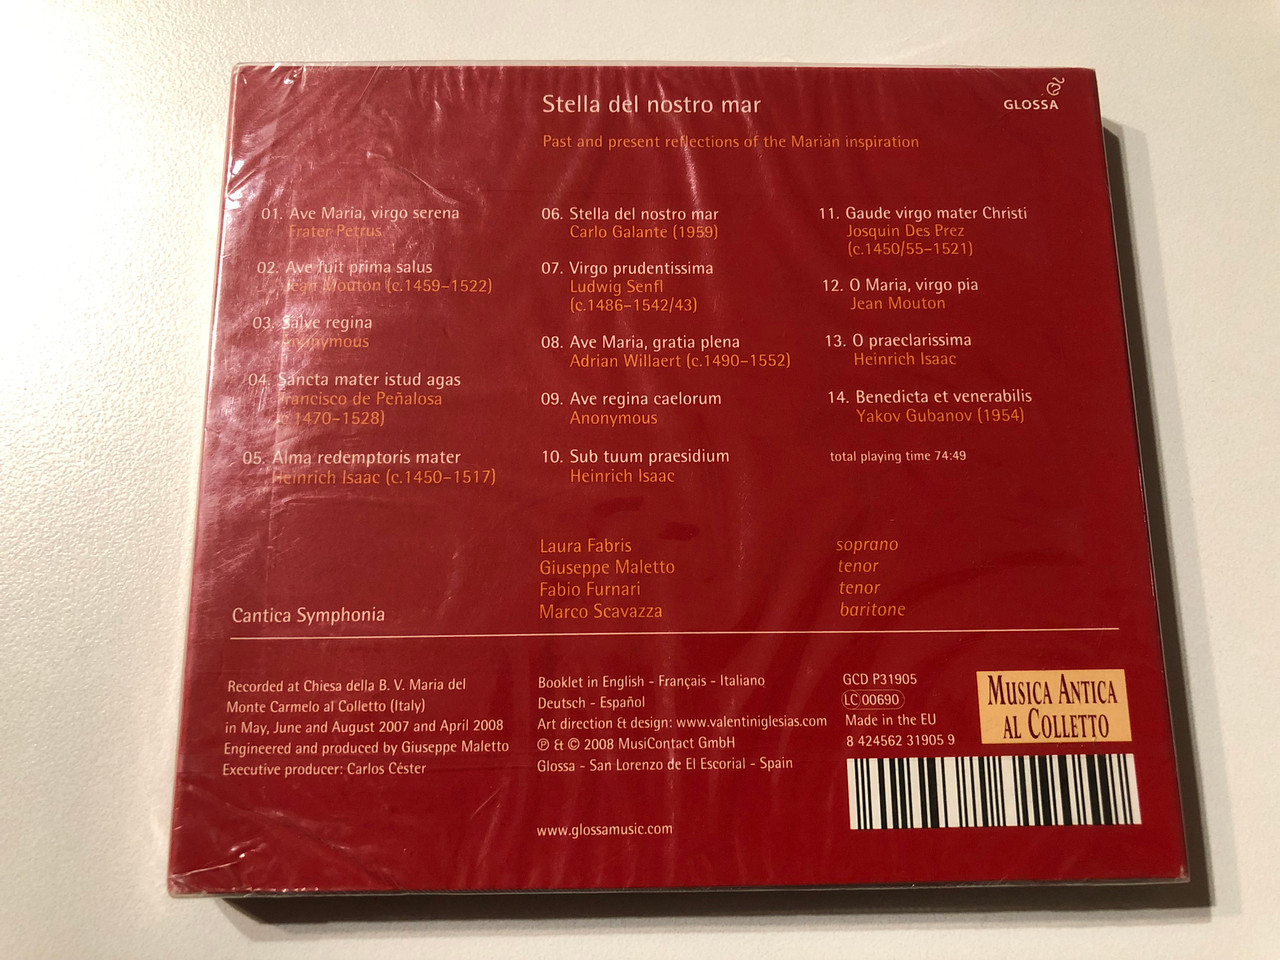 Stella del nostro mar
GLOSSA
Past and present reflections of the Marian inspiration
01. Ave Maria, virgo serena
Frater Petrus
02. Ave fuit prima salus
Jean Mouton (c.1459–1522)
03. Salve regina
Anonymous
04. Sancta mater istud agas
Francisco de Peñalosa
(c.1470–1528)
05. Alma redemptoris mater
Heinrich Isaac (c.1450–1517)
06. Stella del nostro mar
Carlo Galante (1959)
07. Virgo prudentissima
Ludwig Senfl
(c.1486–1542/43)
08. Ave Maria, gratia plena
Adrian Willaert (c.1490–1552)
09. Ave regina caelorum
Anonymous
10. Sub tuum praesidium
Heinrich Isaac
11. Gaude virgo mater Christi
Josquin Des Prez
(c.1450/55–1521)
12. O Maria, virgo pia
Jean Mouton
13. O praeclarissima
Heinrich Isaac
14. Benedicta et venerabilis
Yakov Gubanov (1954)
total playing time 74:49
Laura Fabris soprano
Giuseppe Maletto tenor
Fabio Furnari tenor
Marco Scavazza baritone
Cantica Symphonia
Recorded at Chiesa della B. V. Maria del
Monte Carmelo al Colletto (Italy)
in May, June and August 2007 and April 2008
Engineered and produced by Giuseppe Maletto
Executive producer: Carlos Céster
Booklet in English - Français - Italiano
Deutsch - Español
Art direction & design: www.valentiniglesias.com
℗ & © 2008 MusiContact GmbH
Glossa - San Lorenzo de El Escorial - Spain
www.glossamusic.com
GCD P31905
LC 00690
Made in the EU
8 424562 31905 9
MUSICA ANTICA
AL COLLETTO